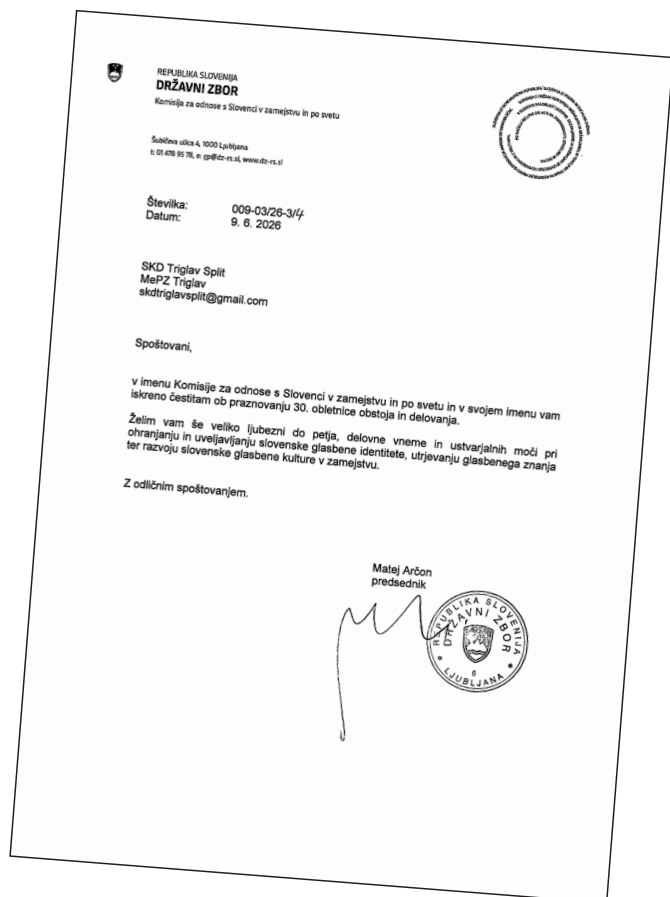 REPUBLIKA SLOVENIJA
DRŽAVNI ZBOR
Komisija za odnose s Slovenci v zamejstvu in po svetu
Šubičeva ulica 4, 1000 Ljubljana
t: 01 478 95 78, e: gp@dz-rs.si, www.dz-rs.si
Številka: 009-03/26-3/4
Datum: 9. 6. 2026
SKD Triglav Split
MePZ Triglav
skdtriglavsplit@gmail.com
Spoštovani,
v imenu Komisije za odnose s Slovenci v zamejstvu in po svetu in v svojem imenu vam
iskreno čestitam ob praznovanju 30. obletnice obstoja in delovanja.
Želim vam še veliko ljubezni do petja, delovne vneme in ustvarjalnih moči pri
ohranjanju in uveljavljanju slovenske glasbene identitete, utrjevanju glasbenega znanja
ter razvoju slovenske glasbene kulture v zamejstvu.
Z odličnim spoštovanjem.
Matej Arčon
predsednik
REPUBLIKA SLOVENIJA
DRŽAVNI ZBOR
6
LJUBLJANA